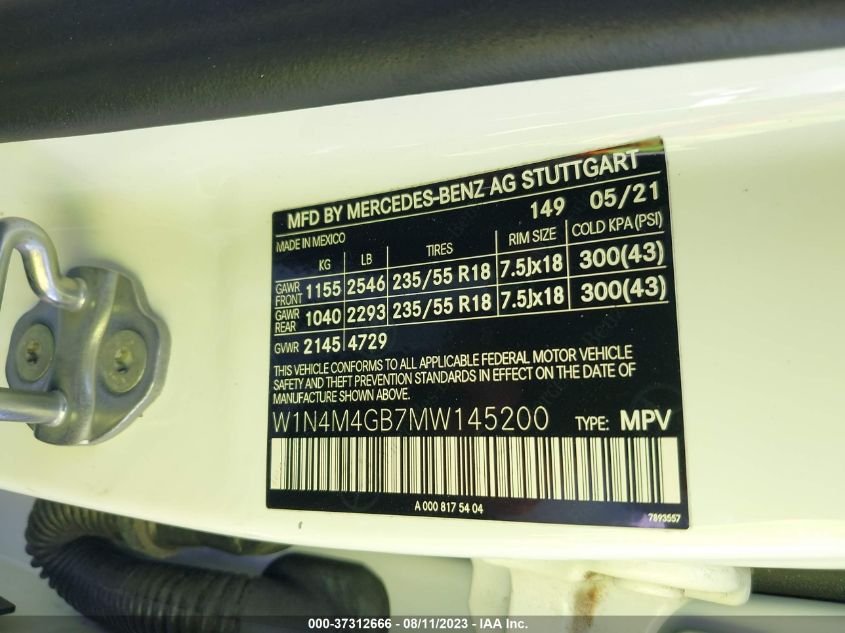 MFD BY MERCEDES-BENZ AG STUTTGART
149 05/21
MADE IN MEXICO
KG LB TIRES RIM SIZE COLD KPA (PSI)
GAWR FRONT 1155 2546 235/55 R18 7.5Jx18 300(43)
GAWR REAR 1040 2293 235/55 R18 7.5Jx18 300(43)
GVWR 2145 4729
THIS VEHICLE CONFORMS TO ALL APPLICABLE FEDERAL MOTOR VEHICLE
SAFETY AND THEFT PREVENTION STANDARDS IN EFFECT ON THE DATE OF
MANUFACTURE SHOWN ABOVE.
W1N4M4GB7MW145200 TYPE: MPV
A 000 817 54 04
7893557
000-37312666 - 08/11/2023 - IAA Inc.